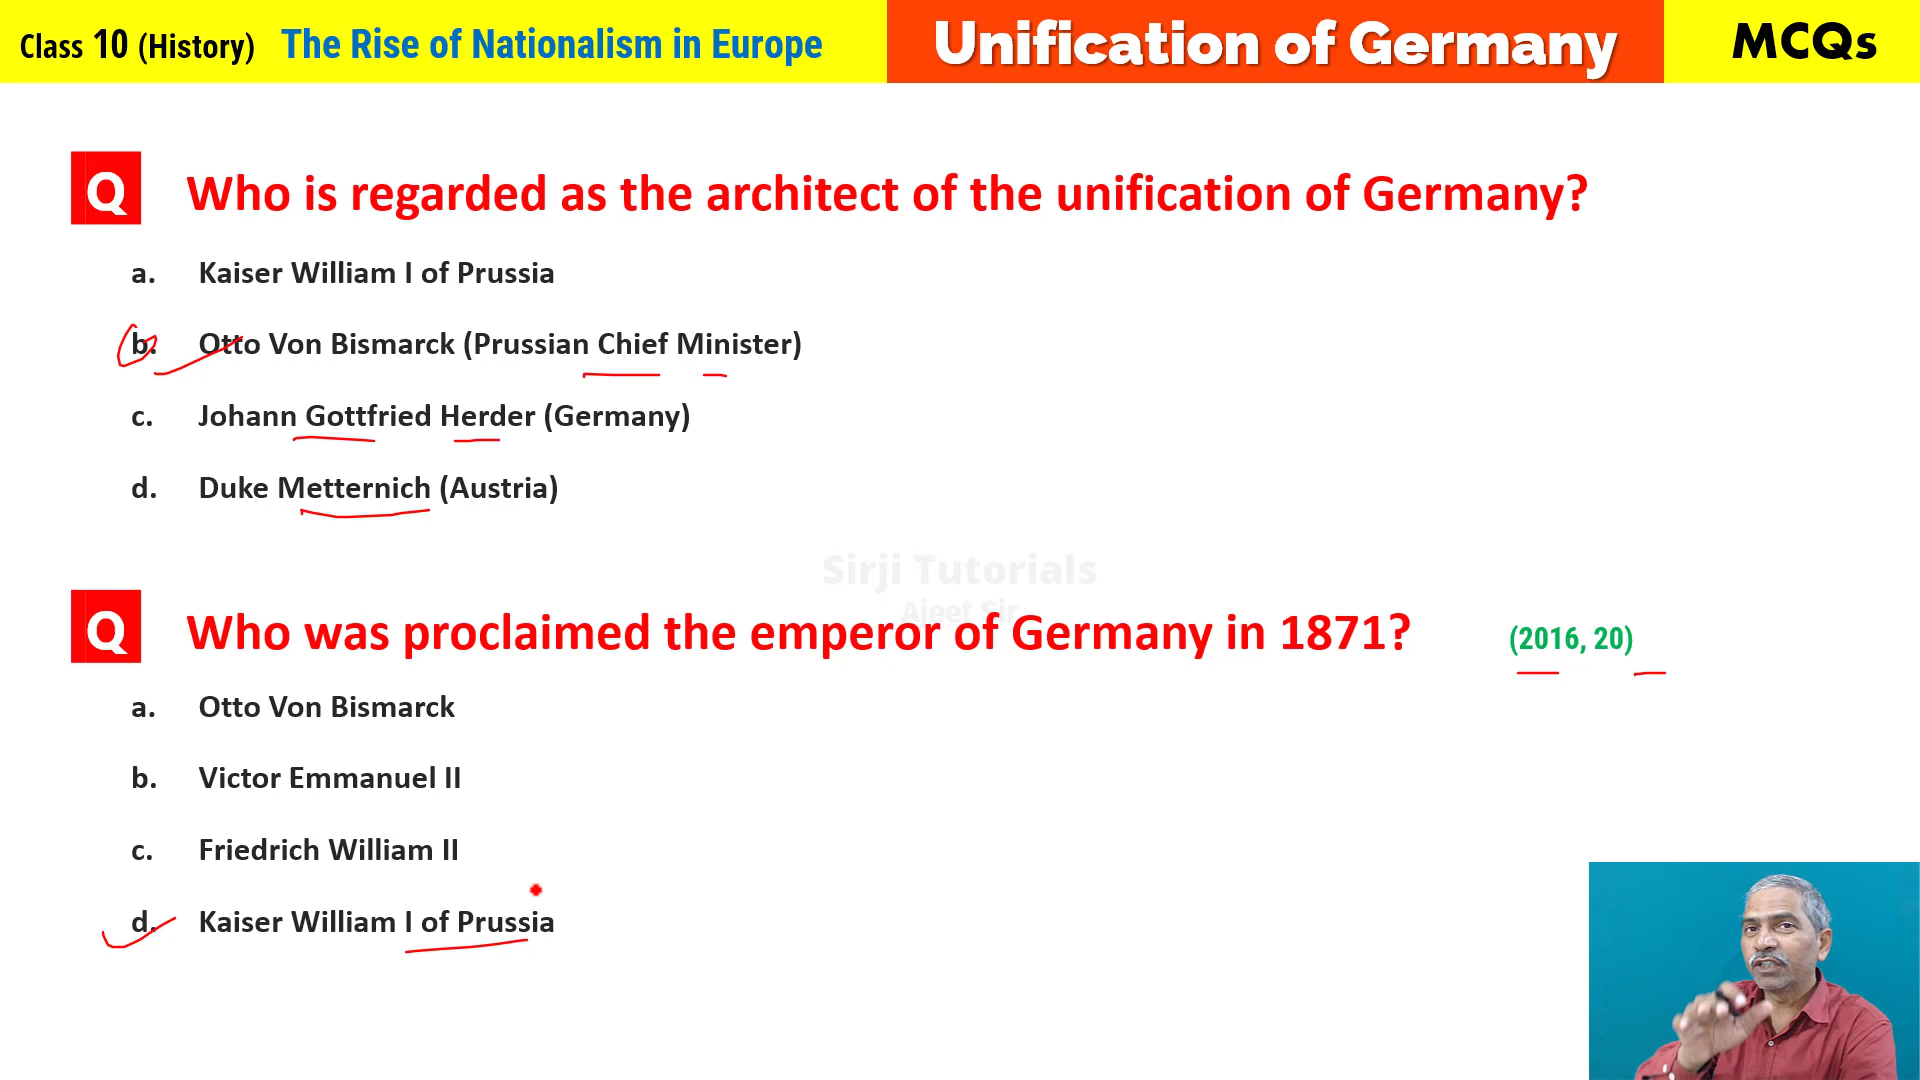 Class 10 (History) The Rise of Nationalism in Europe Unification of Germany MCQs
Q Who is regarded as the architect of the unification of Germany?
a. Kaiser William I of Prussia
b. Otto Von Bismarck (Prussian Chief Minister)
c. Johann Gottfried Herder (Germany)
d. Duke Metternich (Austria)
Sirji Tutorials
Ajeet Sir
Q Who was proclaimed the emperor of Germany in 1871? (2016, 20)
a. Otto Von Bismarck
b. Victor Emmanuel II
c. Friedrich William II
d. Kaiser William I of Prussia